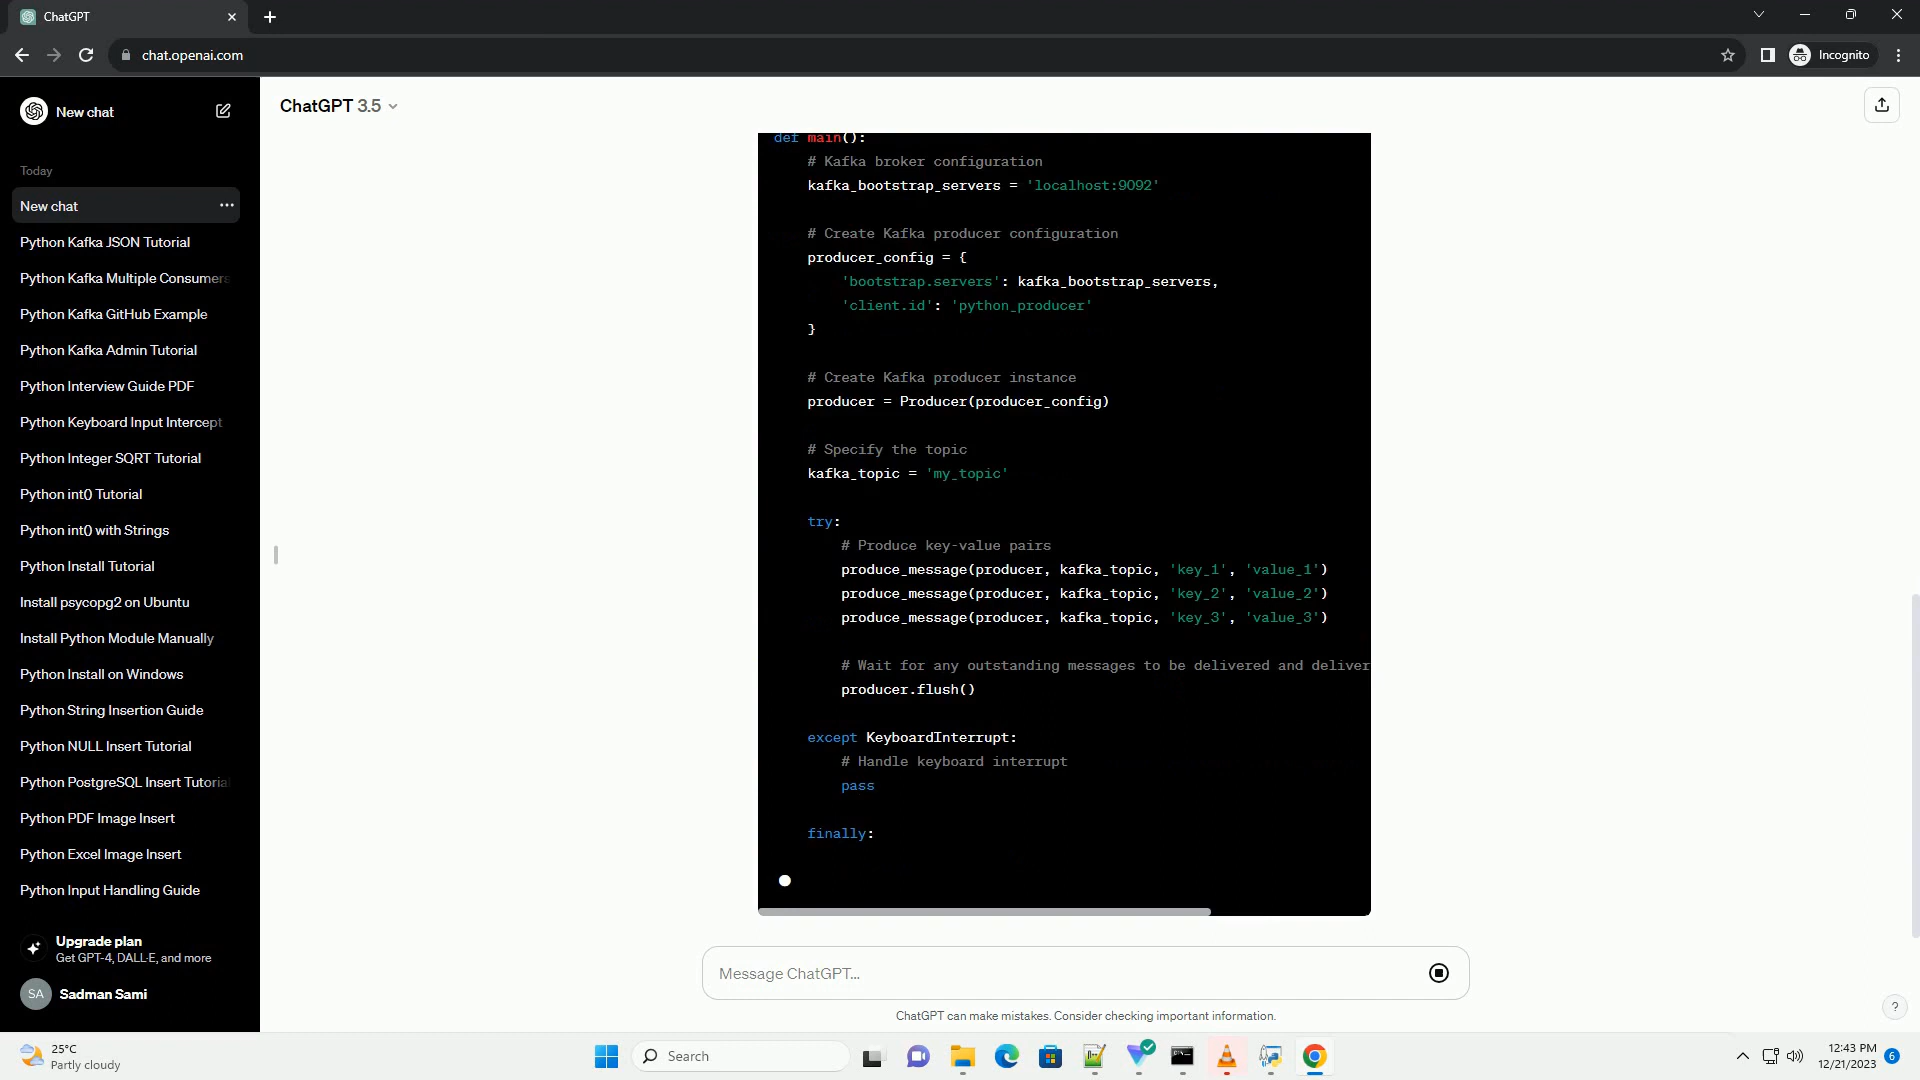 ChatGPT
chat.openai.com
Incognito
New chat
Today
New chat
Python Kafka JSON Tutorial
Python Kafka Multiple Consumers
Python Kafka GitHub Example
Python Kafka Admin Tutorial
Python Interview Guide PDF
Python Keyboard Input Intercept
Python Integer SQRT Tutorial
Python int() Tutorial
Python int() with Strings
Python Install Tutorial
Install psycopg2 on Ubuntu
Install Python Module Manually
Python Install on Windows
Python String Insertion Guide
Python NULL Insert Tutorial
Python PostgreSQL Insert Tutorial
Python PDF Image Insert
Python Excel Image Insert
Python Input Handling Guide
Upgrade plan
Get GPT-4, DALL·E, and more
SA Sadman Sami
ChatGPT 3.5
def main():
# Kafka broker configuration
kafka_bootstrap_servers = 'localhost:9092'
# Create Kafka producer configuration
producer_config = {
'bootstrap.servers': kafka_bootstrap_servers,
'client.id': 'python_producer'
}
# Create Kafka producer instance
producer = Producer(producer_config)
# Specify the topic
kafka_topic = 'my_topic'
try:
# Produce key-value pairs
produce_message(producer, kafka_topic, 'key_1', 'value_1')
produce_message(producer, kafka_topic, 'key_2', 'value_2')
produce_message(producer, kafka_topic, 'key_3', 'value_3')
# Wait for any outstanding messages to be delivered and deliver
producer.flush()
except KeyboardInterrupt:
# Handle keyboard interrupt
pass
finally:
Message ChatGPT...
ChatGPT can make mistakes. Consider checking important information.
?
25°C
Partly cloudy
Search
12:43 PM
12/21/2023
6